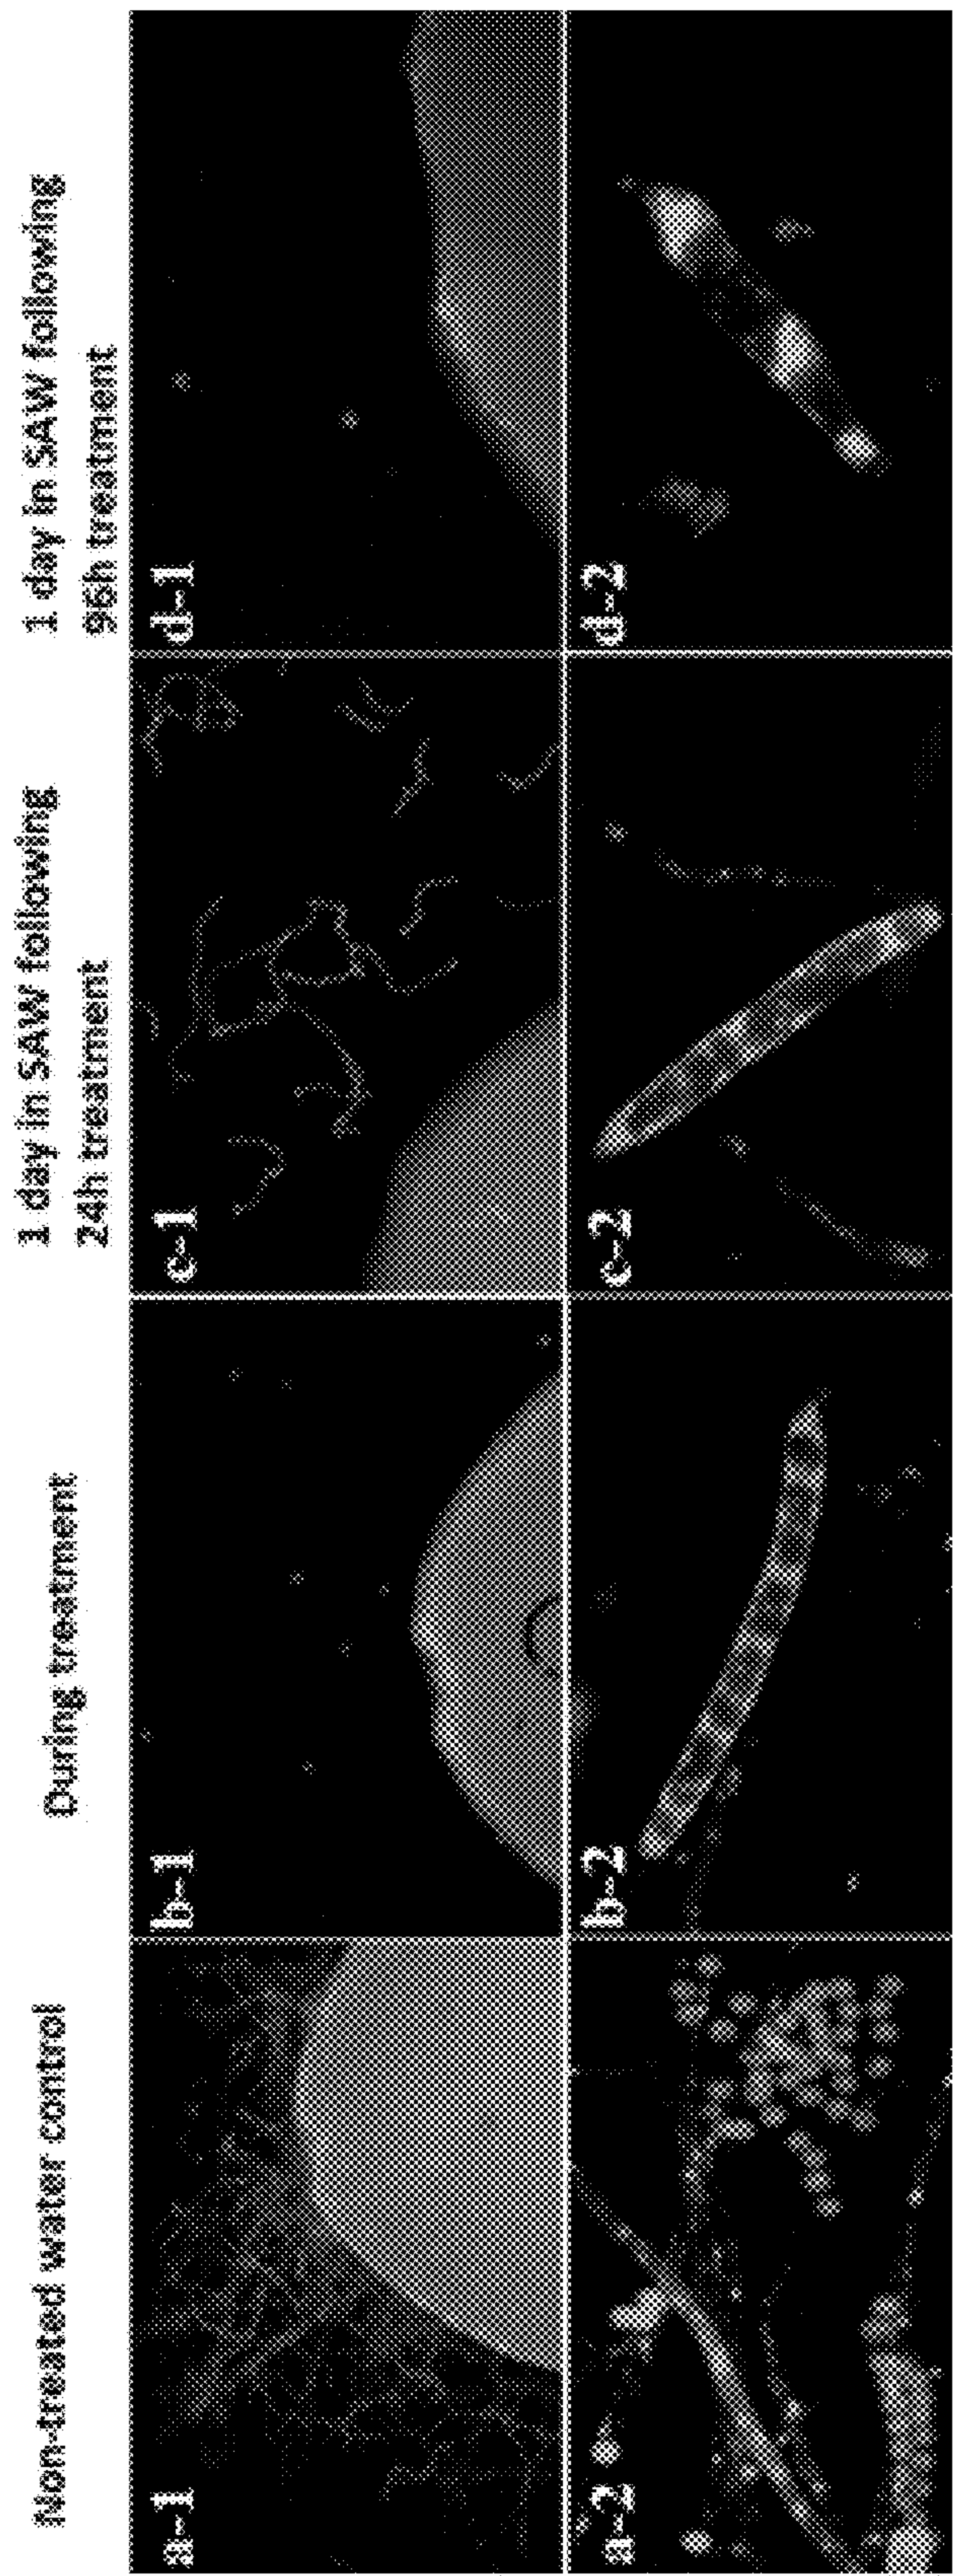 Non-treated water control
During treatment
1 day in SAW following
24h treatment
1 day in SAW following
96h treatment
a-1
b-1
c-1
d-1
a-2
b-2
c-2
d-2